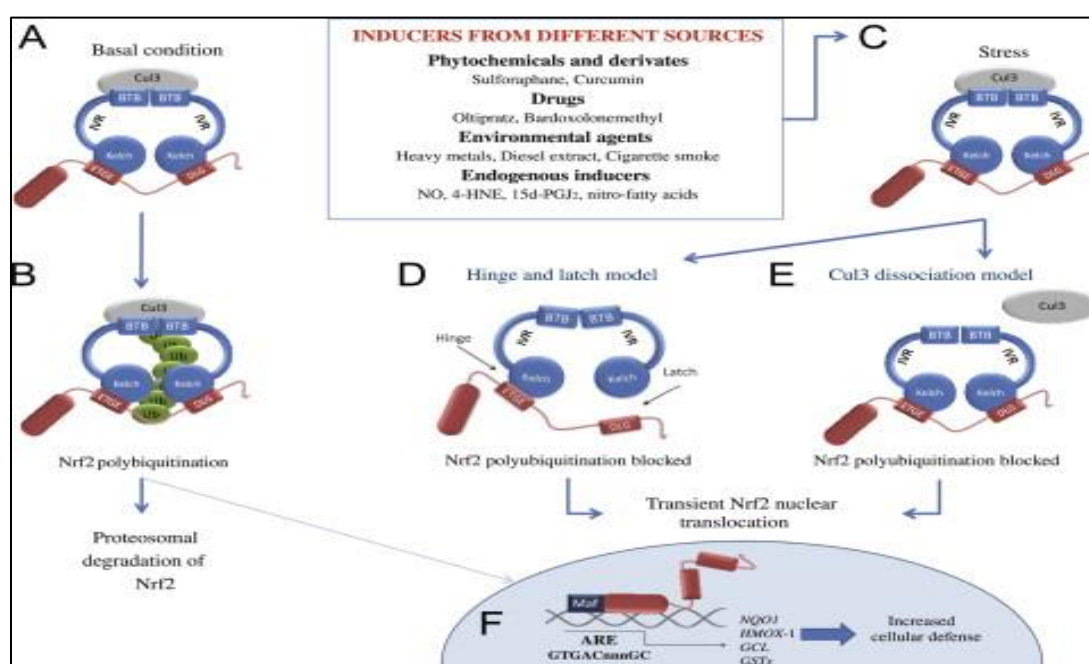 A
Basal condition
Cul3
BTB BTB
IVR IVR
Kelch Kelch
ETGE DLG
INDUCERS FROM DIFFERENT SOURCES
Phytochemicals and derivates
Sulforaphane, Curcumin
Drugs
Oltipratz, Bardoxolonemethyl
Environmental agents
Heavy metals, Diesel extract, Cigarette smoke
Endogenous inducers
NO, 4-HNE, 15d-PGJ2, nitro-fatty acids
C
Stress
Cul3
BTB BTB
IVR IVR
Kelch Kelch
ETGE DLG
B
Cul3
BTB BTB
Ub
Ub
Kelch Kelch
ETGE DLG
Ub
Nrf2 polybiquitination
Proteosomal
degradation of
Nrf2
D
Hinge and latch model
BTB BTB
IVR IVR
Hinge
Kelch Kelch
Latch
ETGE
DLG
Nrf2 polyubiquitination blocked
E
Cul3 dissociation model
Cul3
BTB BTB
IVR IVR
Kelch Kelch
ETGE DLG
Nrf2 polyubiquitination blocked
Transient Nrf2 nuclear
translocation
F
Maf
ARE
GTGACnnnGC
NQO1
HMOX-1
GCL
GSTs
Increased
cellular defense